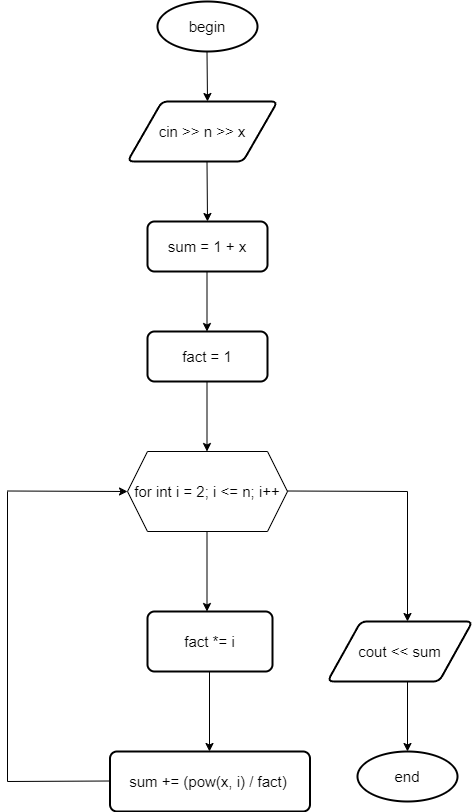 begin
cin >> n >> x
sum = 1 + x
fact = 1
for int i = 2; i <= n; i++
fact *= i
cout << sum
sum += (pow(x, i) / fact)
end